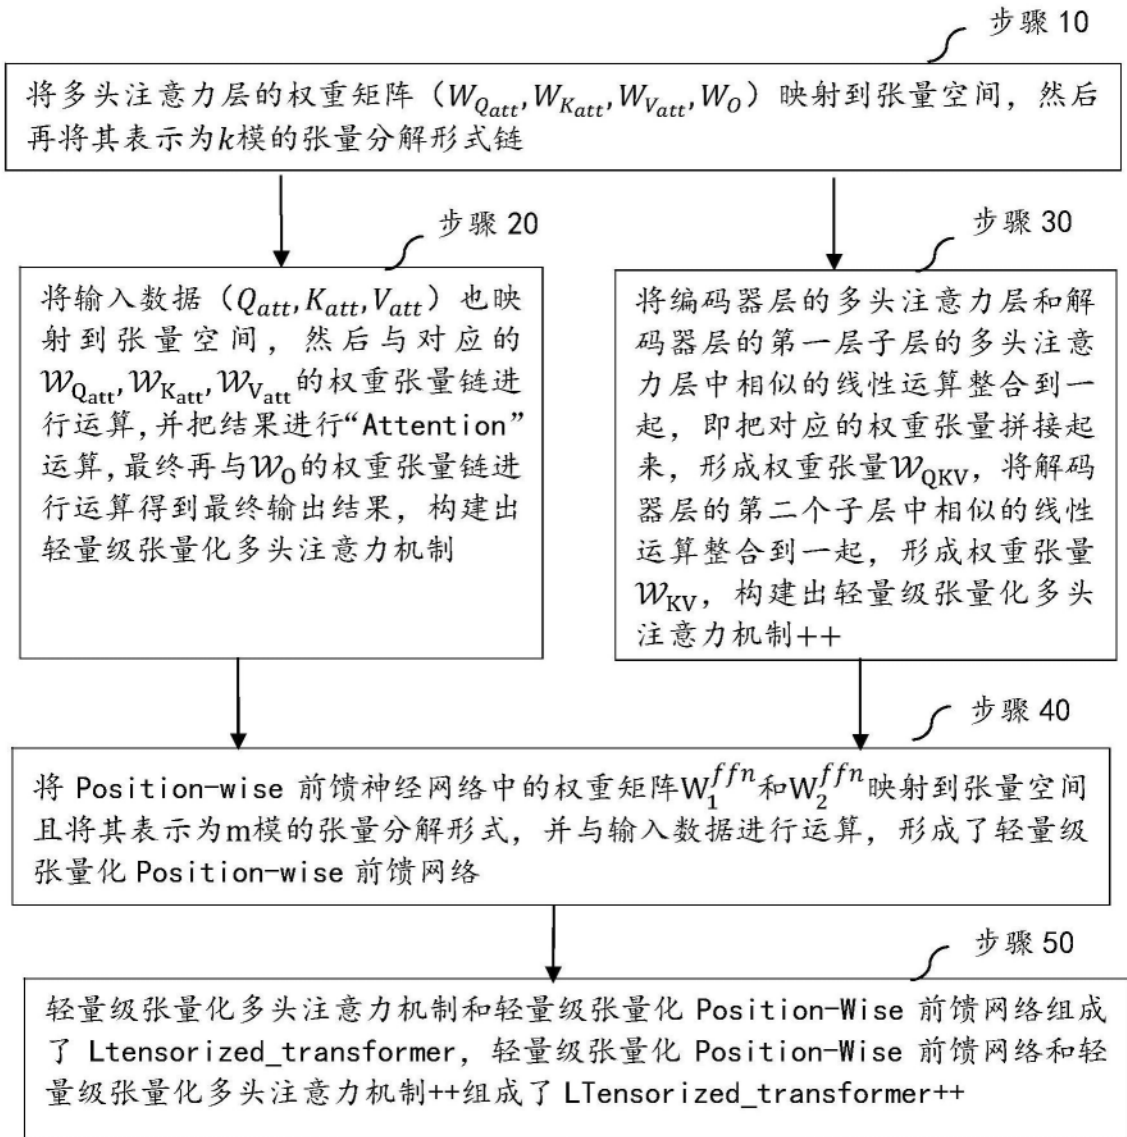 步骤 10
将多头注意力层的权重矩阵（W_{Q_{att}}, W_{K_{att}}, W_{V_{att}}, W_O）映射到张量空间，然后
再将其表示为k模的张量分解形式链
步骤 20
将输入数据（Q_{att}, K_{att}, V_{att}）也映
射到张量空间，然后与对应的
𝒲_{Q_{att}}, 𝒲_{K_{att}}, 𝒲_{V_{att}}的权重张量链进
行运算,并把结果进行“Attention”
运算,最终再与𝒲_O的权重张量链进
行运算得到最终输出结果，构建出
轻量级张量化多头注意力机制
步骤 30
将编码器层的多头注意力层和解
码器层的第一层子层的多头注意
力层中相似的线性运算整合到一
起，即把对应的权重张量拼接起
来，形成权重张量𝒲_{QKV}，将解码
器层的第二个子层中相似的线性
运算整合到一起，形成权重张量
𝒲_{KV}，构建出轻量级张量化多头
注意力机制++
步骤 40
将 Position-wise 前馈神经网络中的权重矩阵W_1^{ffn}和W_2^{ffn}映射到张量空间
且将其表示为m模的张量分解形式，并与输入数据进行运算，形成了轻量级
张量化 Position-wise 前馈网络
步骤 50
轻量级张量化多头注意力机制和轻量级张量化 Position-Wise 前馈网络组成
了 Ltensorized_transformer，轻量级张量化 Position-Wise 前馈网络和轻
量级张量化多头注意力机制++组成了 LTensorized_transformer++